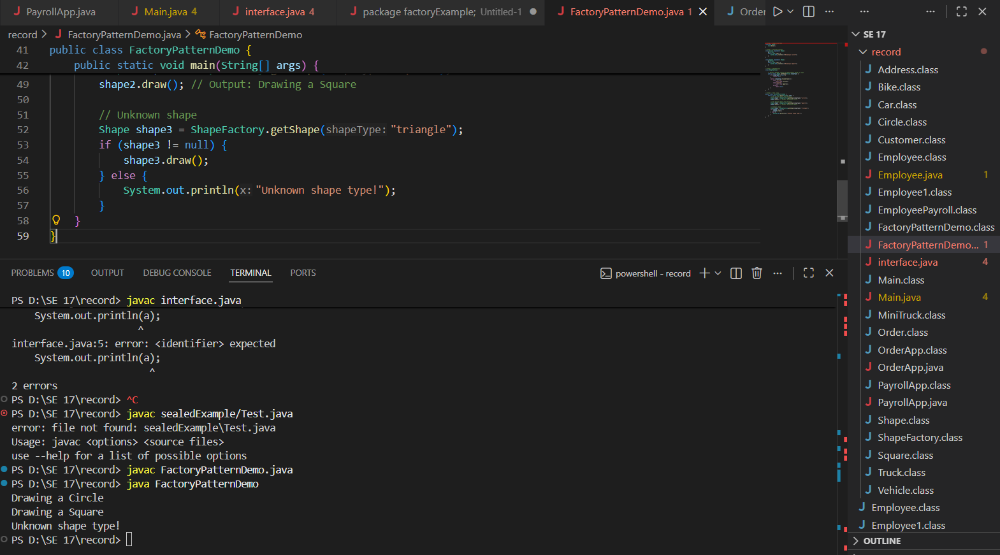 PayrollApp.java
Main.java 4
interface.java 4
package factoryExample; Untitled-1
FactoryPatternDemo.java 1
Order
record > FactoryPatternDemo.java > FactoryPatternDemo
41 public class FactoryPatternDemo {
42 public static void main(String[] args) {
49 shape2.draw(); // Output: Drawing a Square
50
51 // Unknown shape
52 Shape shape3 = ShapeFactory.getShape(shapeType: "triangle");
53 if (shape3 != null) {
54 shape3.draw();
55 } else {
56 System.out.println(x: "Unknown shape type!");
57 }
58 }
59 }
PROBLEMS 10 OUTPUT DEBUG CONSOLE TERMINAL PORTS
powershell - record
PS D:\SE 17\record> javac interface.java
System.out.println(a);
^
interface.java:5: error: <identifier> expected
System.out.println(a);
^
2 errors
PS D:\SE 17\record> ^C
PS D:\SE 17\record> javac sealedExample/Test.java
error: file not found: sealedExample\Test.java
Usage: javac <options> <source files>
use --help for a list of possible options
PS D:\SE 17\record> javac FactoryPatternDemo.java
PS D:\SE 17\record> java FactoryPatternDemo
Drawing a Circle
Drawing a Square
Unknown shape type!
PS D:\SE 17\record>
SE 17
record
Address.class
Bike.class
Car.class
Circle.class
Customer.class
Employee.class
Employee.java 1
Employee1.class
EmployeePayroll.class
FactoryPatternDemo.class
FactoryPatternDemo... 1
interface.java 4
Main.class
Main.java 4
MiniTruck.class
Order.class
OrderApp.class
OrderApp.java
PayrollApp.class
PayrollApp.java
Shape.class
ShapeFactory.class
Square.class
Truck.class
Vehicle.class
Employee.class
Employee1.class
OUTLINE